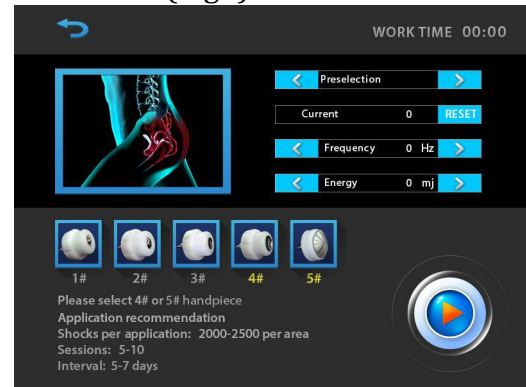 WORK TIME 00:00
Preselection
Current 0 RESET
Frequency 0 Hz
Energy 0 mj
1# 2# 3# 4# 5#
Please select 4# or 5# handpiece
Application recommendation
Shocks per application: 2000-2500 per area
Sessions: 5-10
Interval: 5-7 days